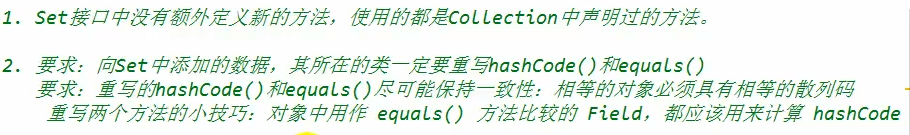 1. Set接口中没有额外定义新的方法，使用的都是Collection中声明过的方法。
2. 要求：向Set中添加的数据，其所在的类一定要重写hashCode()和equals()
要求：重写的hashCode()和equals()尽可能保持一致性：相等的对象必须具有相等的散列码
重写两个方法的小技巧：对象中用作 equals() 方法比较的 Field，都应该用来计算 hashCode